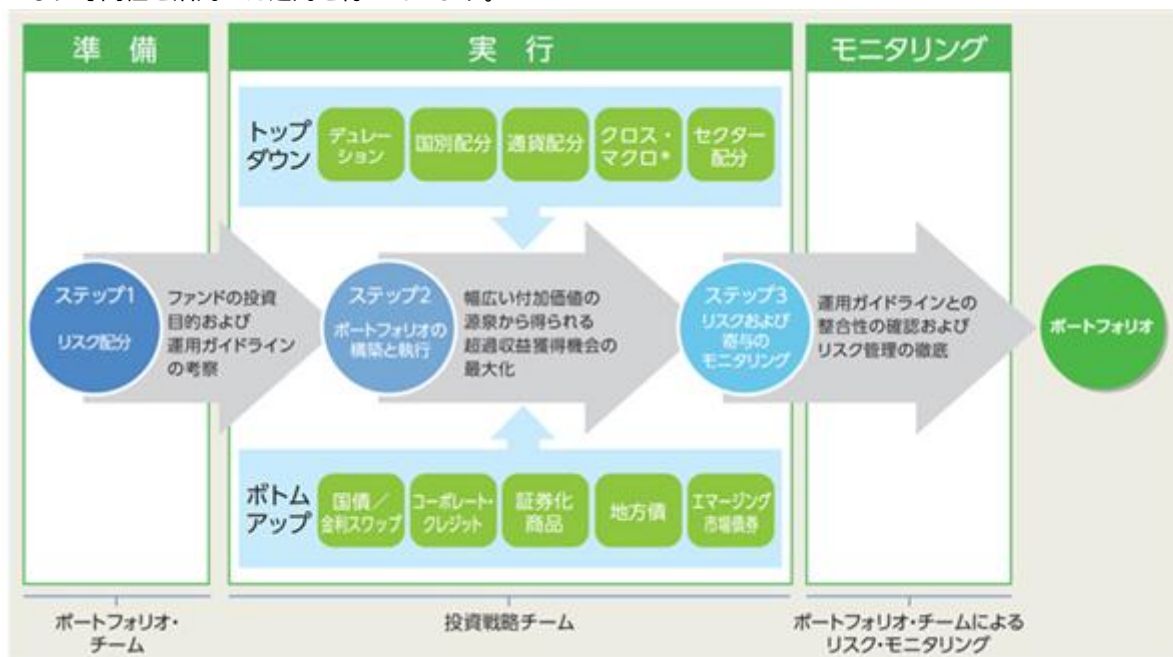 準 備
実 行
モニタリング
トップ
ダウン
デュレー
ション
国別配分
通貨配分
クロス・
マクロ*
セクター
配分
ステップ1
リスク配分
ファンドの投資
目的および
運用ガイドライン
の考察
ステップ2
ポートフォリオの
構築と執行
幅広い付加価値の
源泉から得られる
超過収益獲得機会の
最大化
ステップ3
リスクおよび
寄与の
モニタリング
運用ガイドラインとの
整合性の確認および
リスク管理の徹底
ポートフォリオ
ボトム
アップ
国債／
金利スワップ
コーポレート・
クレジット
証券化
商品
地方債
エマージング
市場債券
ポートフォリオ・
チーム
投資戦略チーム
ポートフォリオ・チームによる
リスク・モニタリング